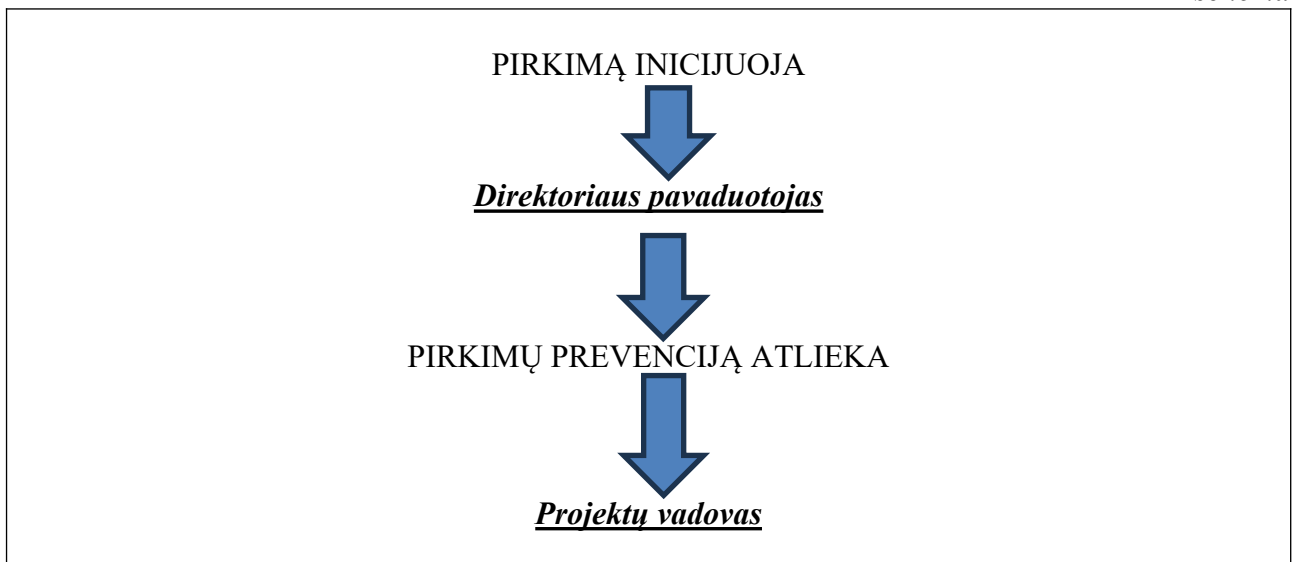 PIRKIMĄ INICIJUOJA
Direktoriaus pavaduotojas
PIRKIMŲ PREVENCIJĄ ATLIEKA
Projektų vadovas